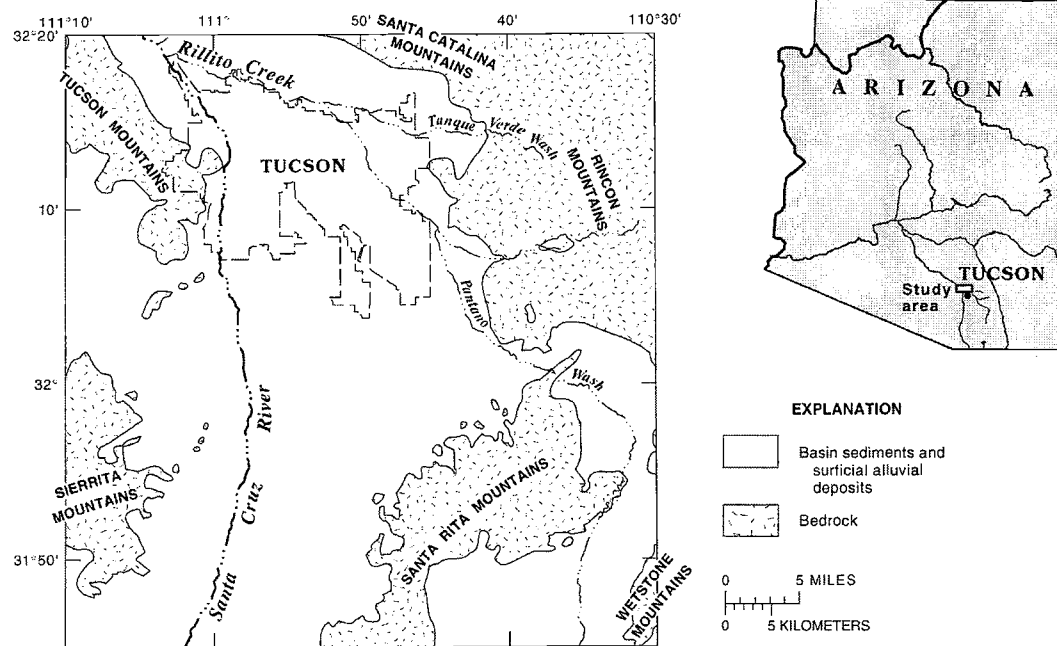 111°10'
111°
50'
40'
110°30'
32°20'
10'
32°
31°50'
SANTA CATALINA
MOUNTAINS
Rillito Creek
TUCSON MOUNTAINS
Tanque Verde Wash
TUCSON
RINCON
MOUNTAINS
Pantano
Wash
Santa Cruz River
SIERRITA
MOUNTAINS
SANTA RITA MOUNTAINS
WETSTONE
MOUNTAINS
ARIZONA
TUCSON
Study
area
EXPLANATION
Basin sediments and
surficial alluvial
deposits
Bedrock
0 5 MILES
0 5 KILOMETERS